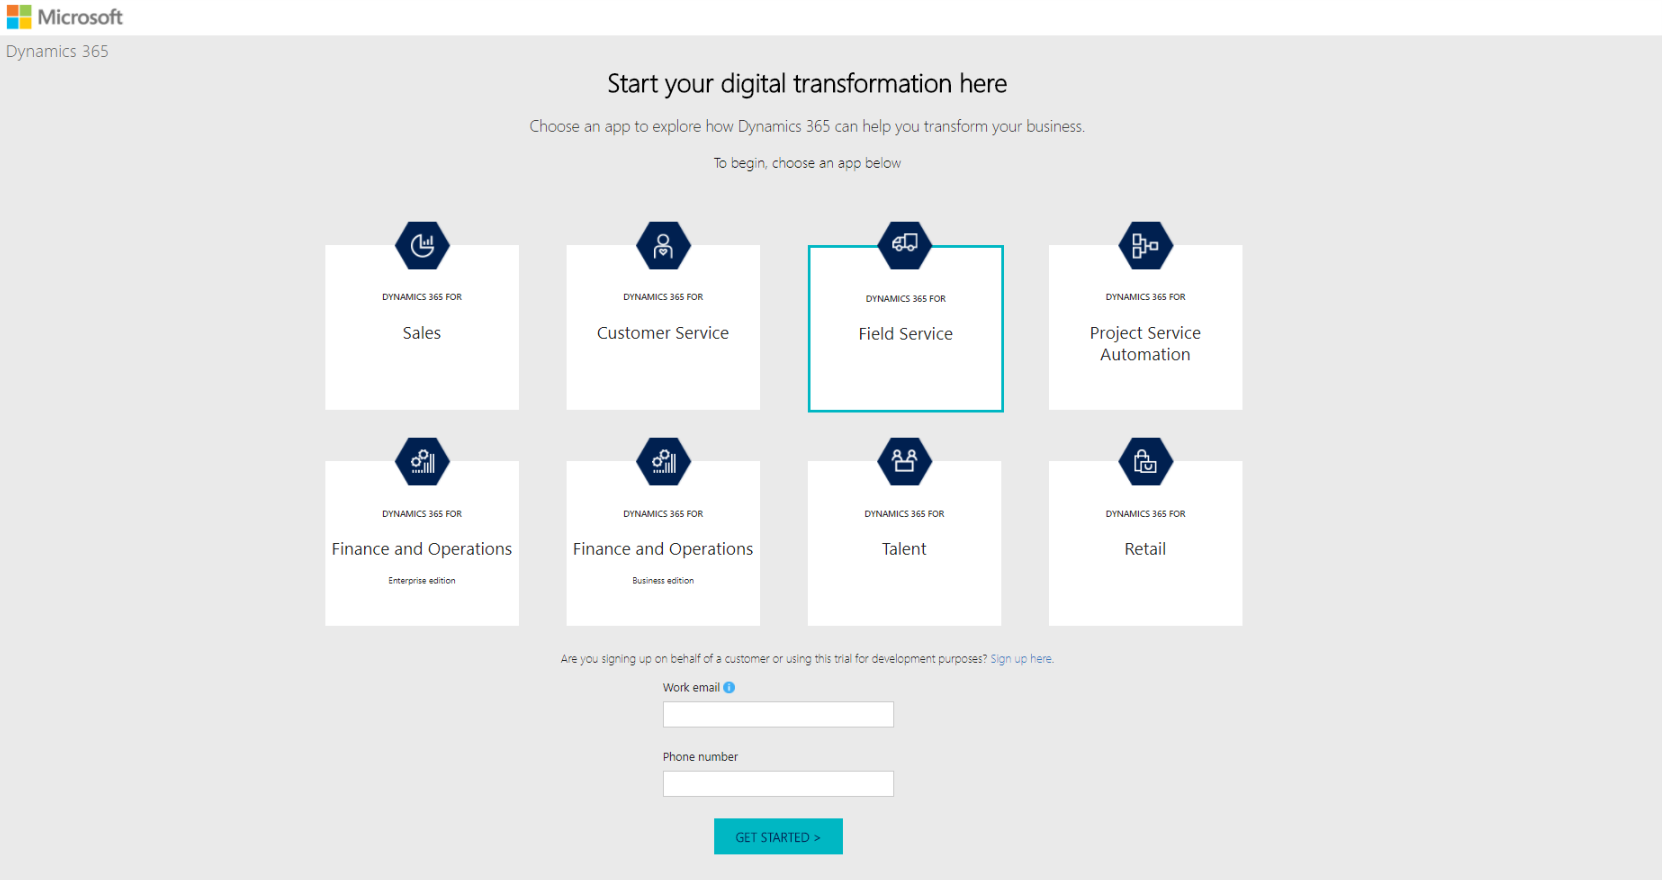 Microsoft
Dynamics 365
Start your digital transformation here
Choose an app to explore how Dynamics 365 can help you transform your business.
To begin, choose an app below
DYNAMICS 365 FOR
Sales
DYNAMICS 365 FOR
Customer Service
DYNAMICS 365 FOR
Field Service
DYNAMICS 365 FOR
Project Service
Automation
DYNAMICS 365 FOR
Finance and Operations
Enterprise edition
DYNAMICS 365 FOR
Finance and Operations
Business edition
DYNAMICS 365 FOR
Talent
DYNAMICS 365 FOR
Retail
Are you signing up on behalf of a customer or using this trial for development purposes? Sign up here.
Work email
Phone number
GET STARTED >